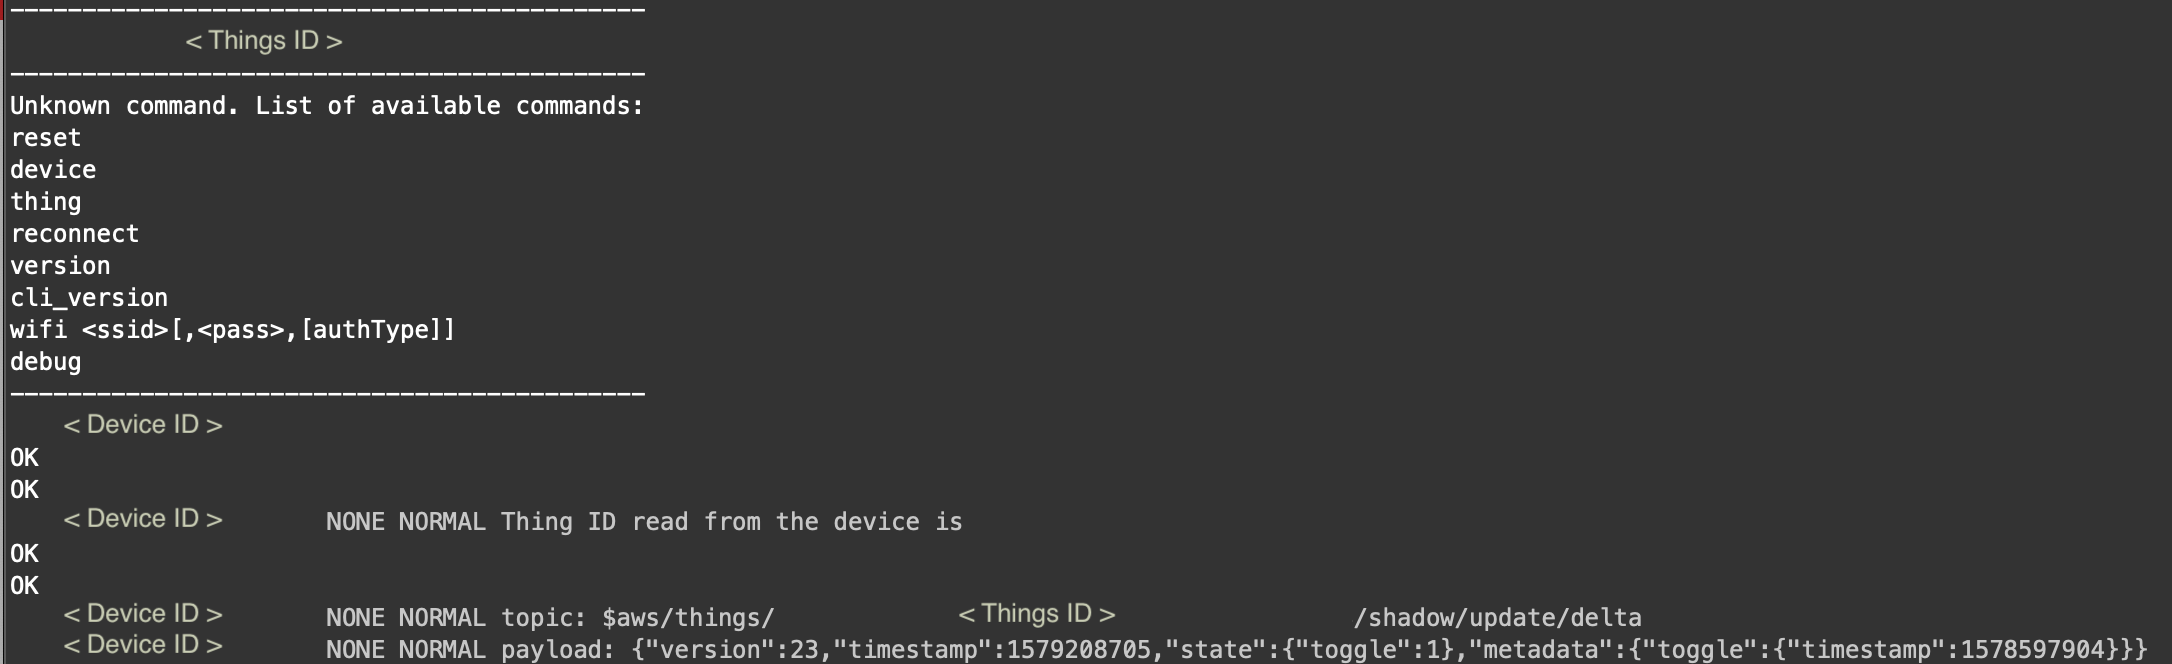 --------------------------------------------
< Things ID >
--------------------------------------------
Unknown command. List of available commands:
reset
device
thing
reconnect
version
cli_version
wifi <ssid>[,<pass>,[authType]]
debug
--------------------------------------------
< Device ID >
OK
OK
< Device ID > NONE NORMAL Thing ID read from the device is
OK
OK
< Device ID > NONE NORMAL topic: $aws/things/ < Things ID > /shadow/update/delta
< Device ID > NONE NORMAL payload: {"version":23,"timestamp":1579208705,"state":{"toggle":1},"metadata":{"toggle":{"timestamp":1578597904}}}